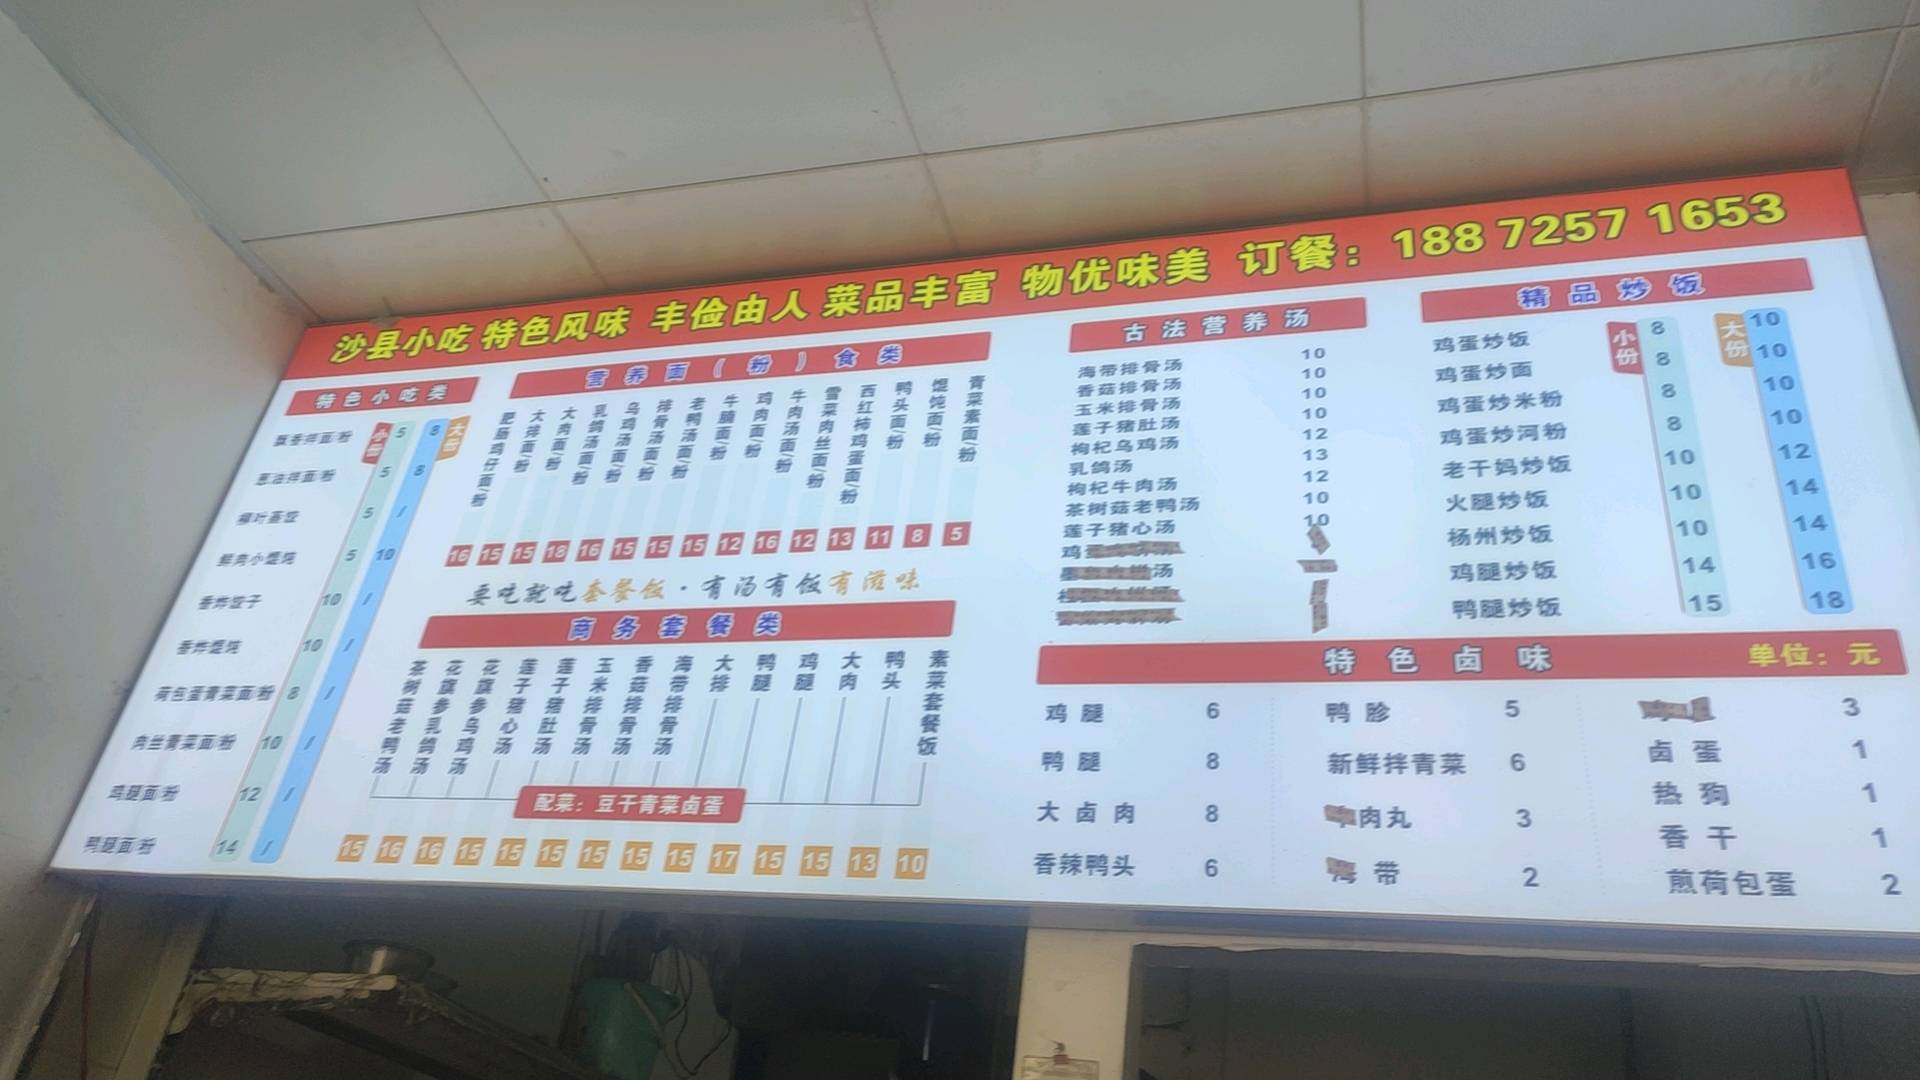 沙县小吃 特色风味 丰俭由人 菜品丰富 物优味美 订餐：188 7257 1653
特色小吃类
小份 大份
飘香拌面/粉 5 8
葱油拌面/粉 5 8
柳叶蒸饺 5 /
鲜肉小馄饨 5 10
香炸饺子 10 /
香炸馄饨 10 /
荷包蛋青菜面/粉 8 /
肉丝青菜面/粉 10 /
鸡腿面/粉 12 /
鸭腿面/粉 14 /
营养面（粉）食类
肥肠鸡仔面/粉 16
大排面/粉 15
大肉面/粉 15
乳鸽汤面/粉 18
乌鸡汤面/粉 16
排骨汤面/粉 15
老鸭汤面/粉 15
牛腩面/粉 15
鸡肉面/粉 12
牛肉汤面/粉 16
雪菜肉丝面/粉 12
西红柿鸡蛋面/粉 13
鸭头面/粉 11
馄饨面/粉 8
青菜素面/粉 5
要吃就吃套餐饭·有汤有饭有滋味
商务套餐类
茶树菇老鸭汤 15
花旗参乳鸽汤 16
花旗参乌鸡汤 16
莲子猪心汤 15
莲子猪肚汤 15
玉米排骨汤 15
香菇排骨汤 15
海带排骨汤 15
大排 15
鸭腿 17
鸡腿 15
大肉 15
鸭头 13
素菜套餐饭 10
配菜：豆干青菜卤蛋
古法营养汤
海带排骨汤 10
香菇排骨汤 10
玉米排骨汤 10
莲子猪肚汤 10
枸杞乌鸡汤 12
乳鸽汤 13
枸杞牛肉汤 12
茶树菇老鸭汤 10
莲子猪心汤 10
鸡
汤
精品炒饭
小份 大份
鸡蛋炒饭 8 10
鸡蛋炒面 8 10
鸡蛋炒米粉 8 10
鸡蛋炒河粉 8 10
老干妈炒饭 10 12
火腿炒饭 10 14
杨州炒饭 10 14
鸡腿炒饭 14 16
鸭腿炒饭 15 18
特色卤味 单位：元
鸡腿 6
鸭腿 8
大卤肉 8
香辣鸭头 6
鸭胗 5
新鲜拌青菜 6
肉丸 3
带 2
3
卤蛋 1
热狗 1
香干 1
煎荷包蛋 2